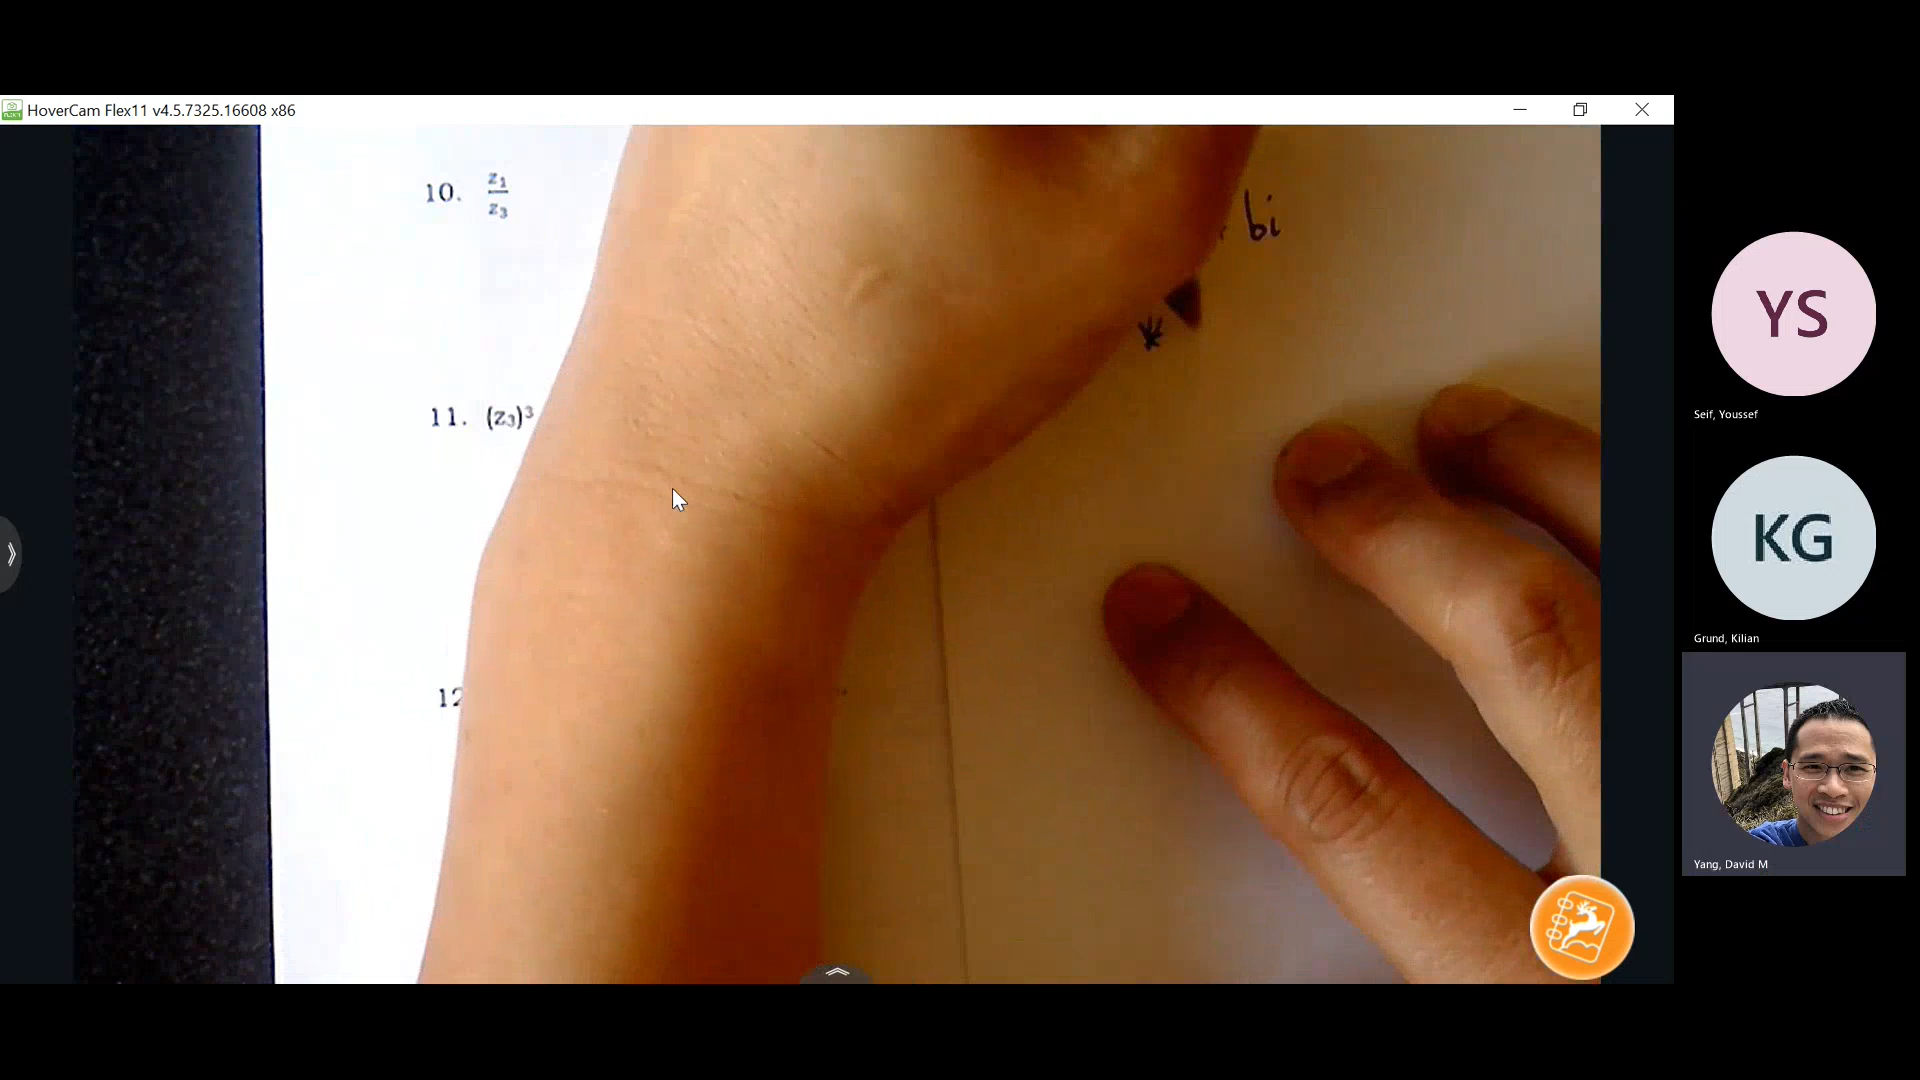 HoverCam Flex11 v4.5.7325.16608 x86
10. z₁/z₃
bi
*
11. (z₃)³
12
YS
Seif, Youssef
KG
Grund, Kilian
Yang, David M